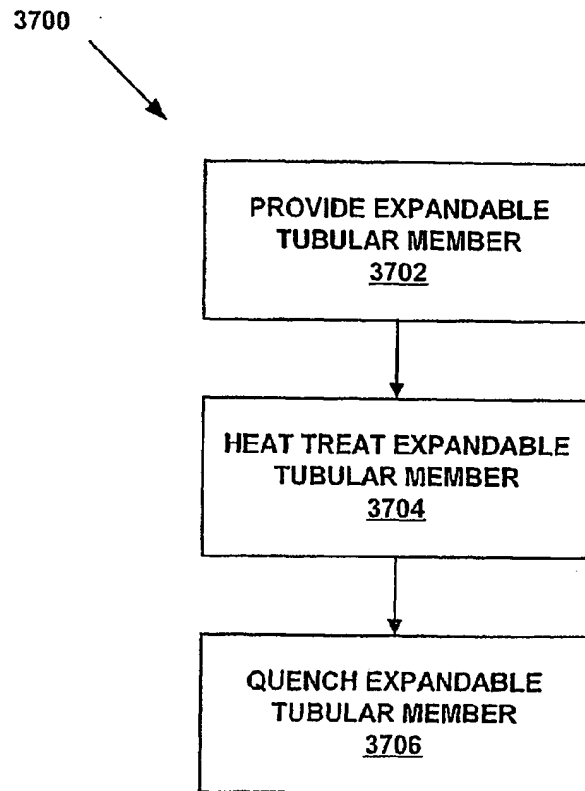 3700
PROVIDE EXPANDABLE
TUBULAR MEMBER
3702
HEAT TREAT EXPANDABLE
TUBULAR MEMBER
3704
QUENCH EXPANDABLE
TUBULAR MEMBER
3706